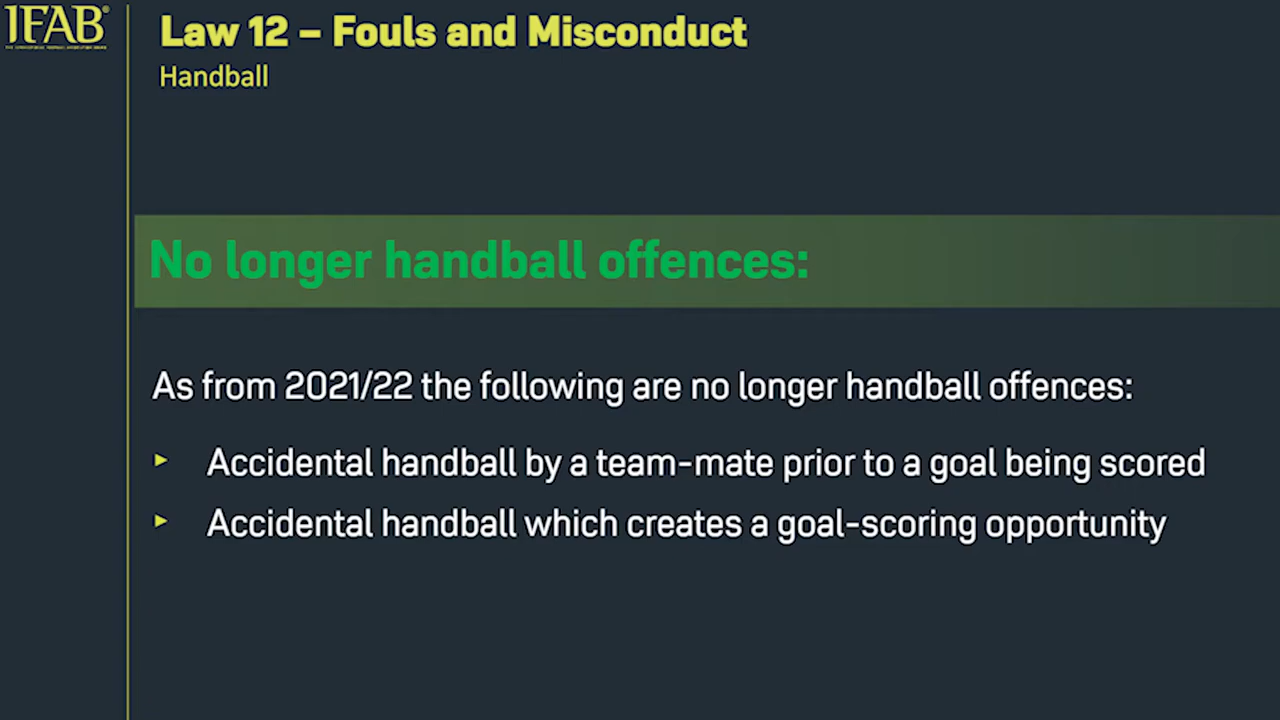 IFAB®
Law 12 – Fouls and Misconduct
Handball
No longer handball offences:
As from 2021/22 the following are no longer handball offences:
▸ Accidental handball by a team-mate prior to a goal being scored
▸ Accidental handball which creates a goal-scoring opportunity